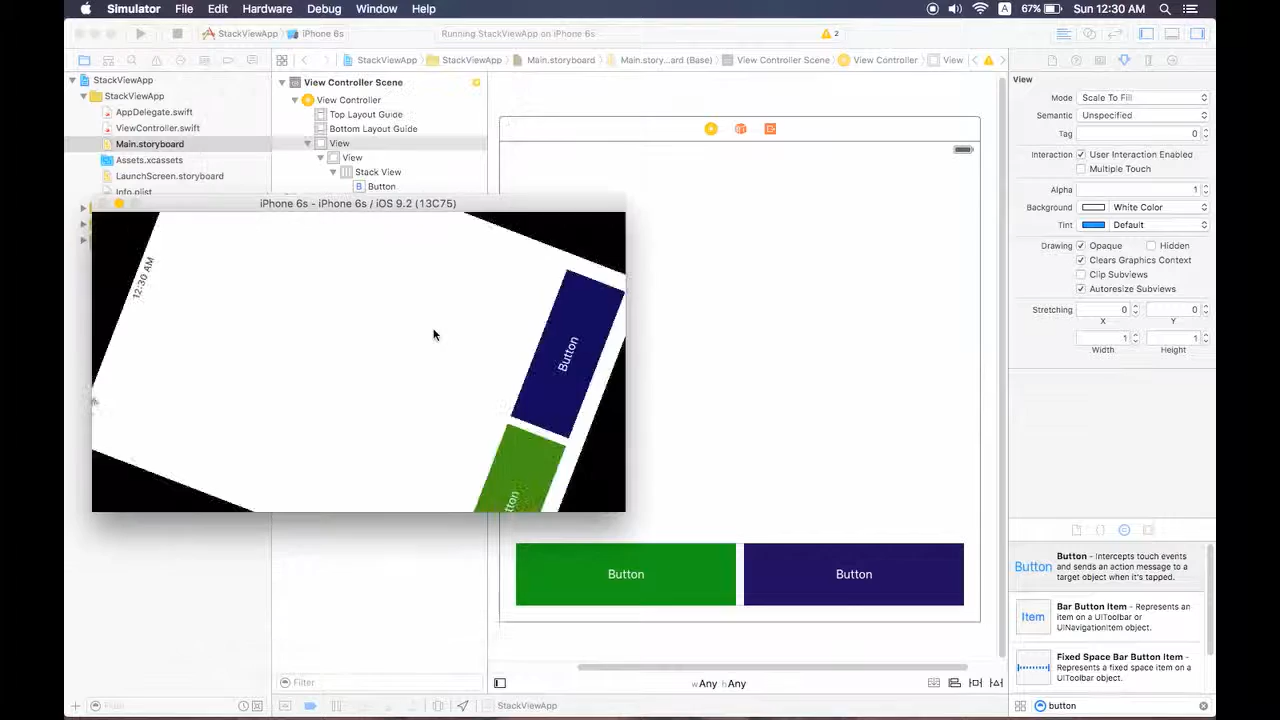 Simulator File Edit Hardware Debug Window Help
A 67% Sun 12:30 AM
StackViewApp iPhone 6s
Running StackViewApp on iPhone 6s
2
StackViewApp StackViewApp Main.storyboard Main.story...ard (Base) View Controller Scene View Controller View
StackViewApp
StackViewApp
AppDelegate.swift
ViewController.swift
Main.storyboard
Assets.xcassets
LaunchScreen.storyboard
Info.plist
View Controller Scene
View Controller
Top Layout Guide
Bottom Layout Guide
View
View
Stack View
B Button
iPhone 6s - iPhone 6s / iOS 9.2 (13C75)
12:30 AM
Button
Button
Button
View
Mode Scale To Fill
Semantic Unspecified
Tag 0
Interaction User Interaction Enabled
Multiple Touch
Alpha 1
Background White Color
Tint Default
Drawing Opaque Hidden
Clears Graphics Context
Clip Subviews
Autoresize Subviews
Stretching 0 0
X Y
1 1
Width Height
Button
Button - Intercepts touch events
and sends an action message to a
target object when it's tapped.
Item
Bar Button Item - Represents an
item on a UIToolbar or
UINavigationItem object.
Fixed Space Bar Button Item -
Represents a fixed space item on a
UIToolbar object.
Filter
wAny hAny
Filter
StackViewApp
button